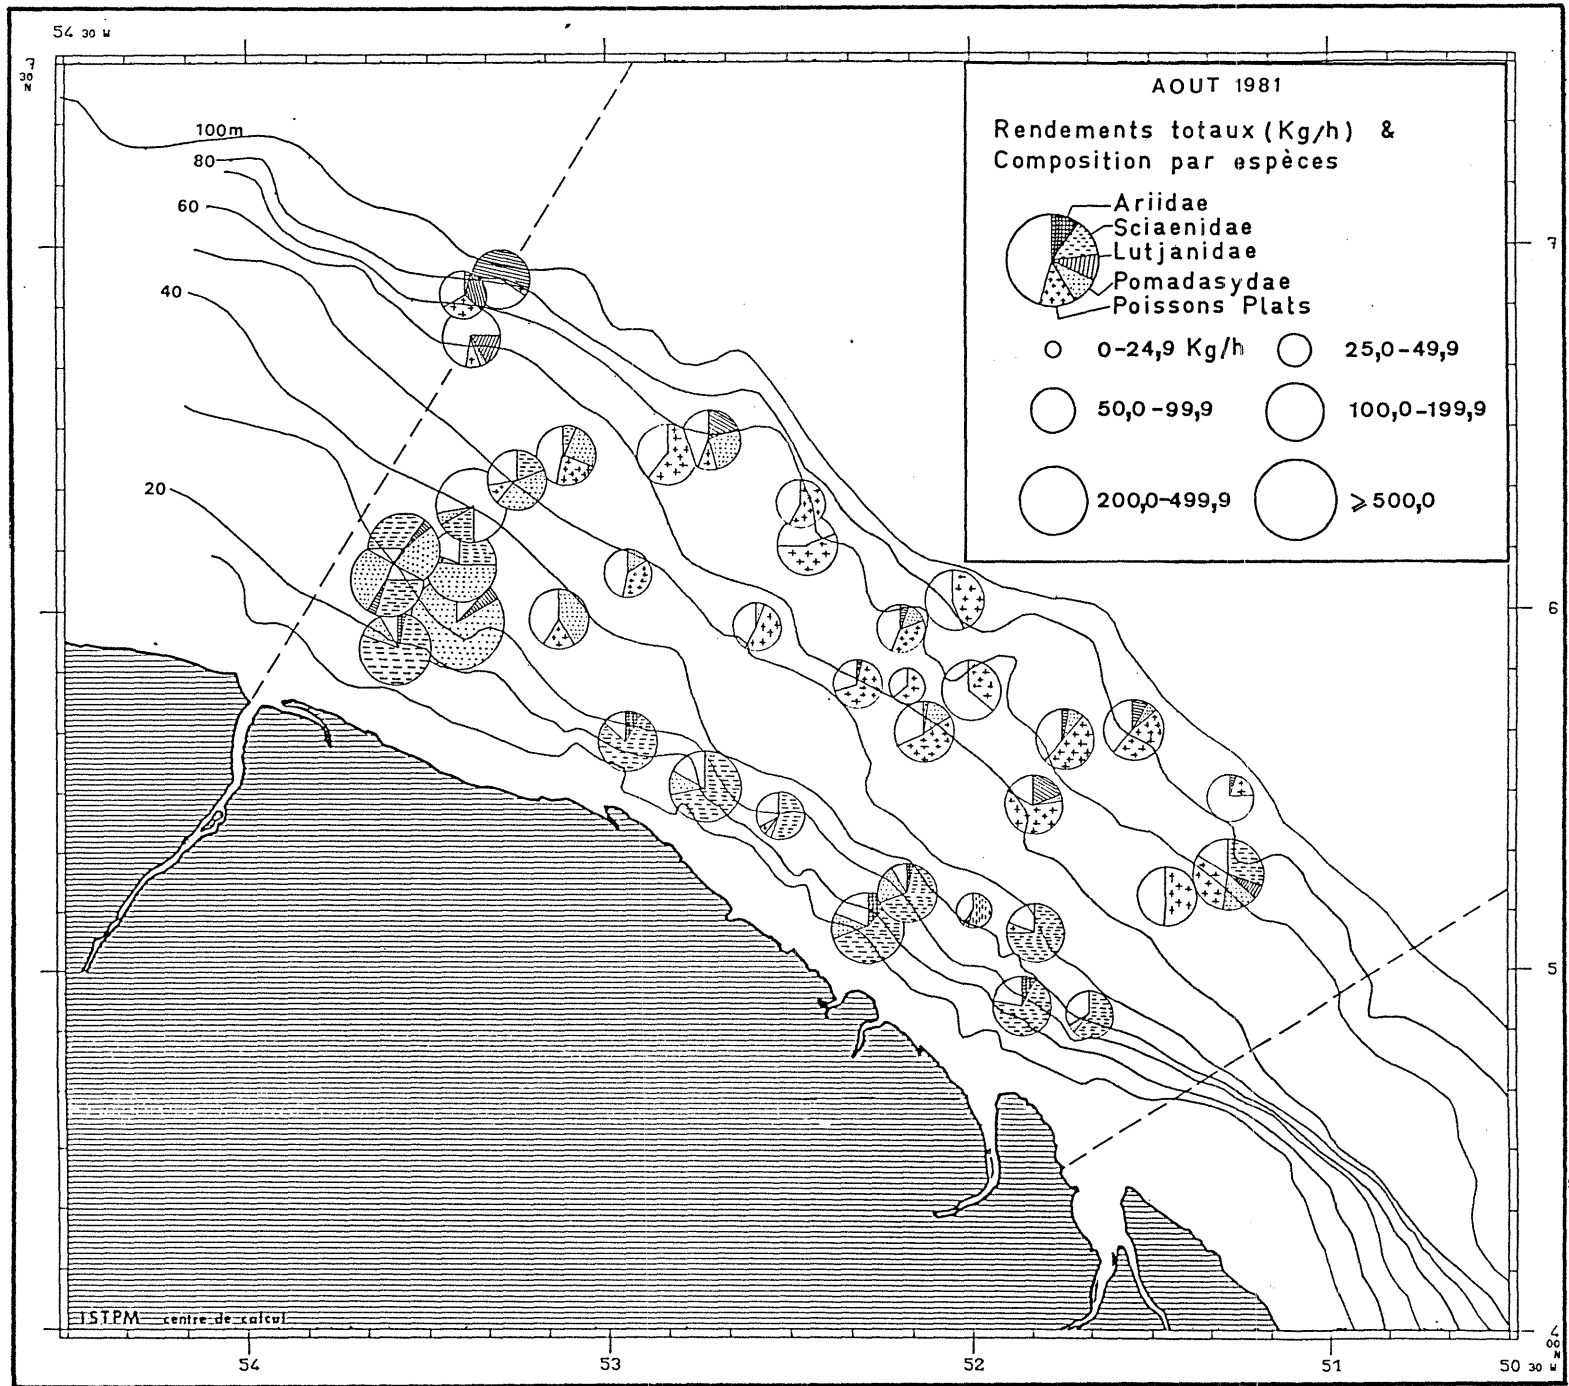 54 30 W
7
30
N
AOUT 1981
Rendements totaux (Kg/h) &
Composition par espèces
Ariidae
Sciaenidae
Lutjanidae
Pomadasydae
Poissons Plats
0-24,9 Kg/h
25,0-49,9
50,0-99,9
100,0-199,9
200,0-499,9
⩾500,0
100m
80
60
40
20
7
6
5
4
00
N
ISTPM centre de calcul
54
53
52
51
50 30 W